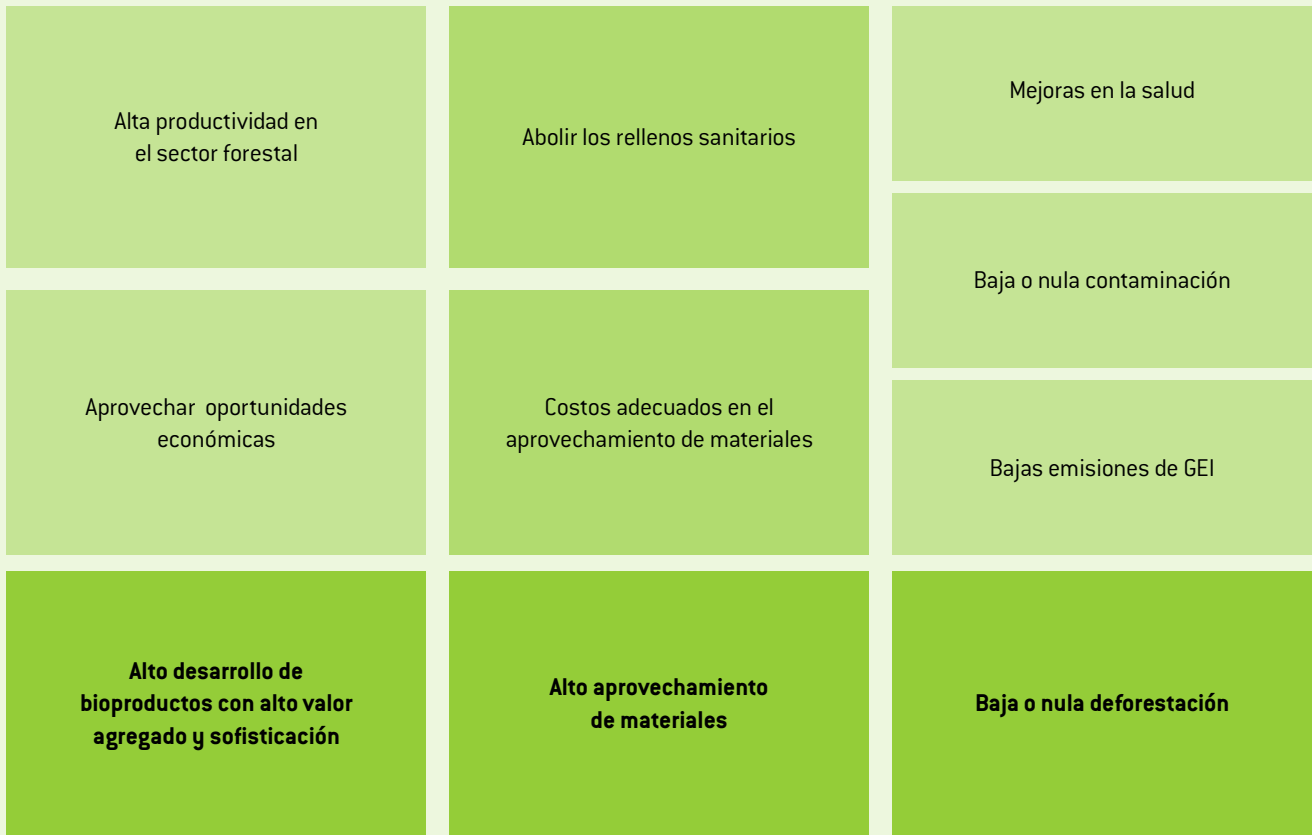 Alta productividad en
el sector forestal
Abolir los rellenos sanitarios
Mejoras en la salud
Baja o nula contaminación
Aprovechar oportunidades
económicas
Costos adecuados en el
aprovechamiento de materiales
Bajas emisiones de GEI
Alto desarrollo de
bioproductos con alto valor
agregado y sofisticación
Alto aprovechamiento
de materiales
Baja o nula deforestación